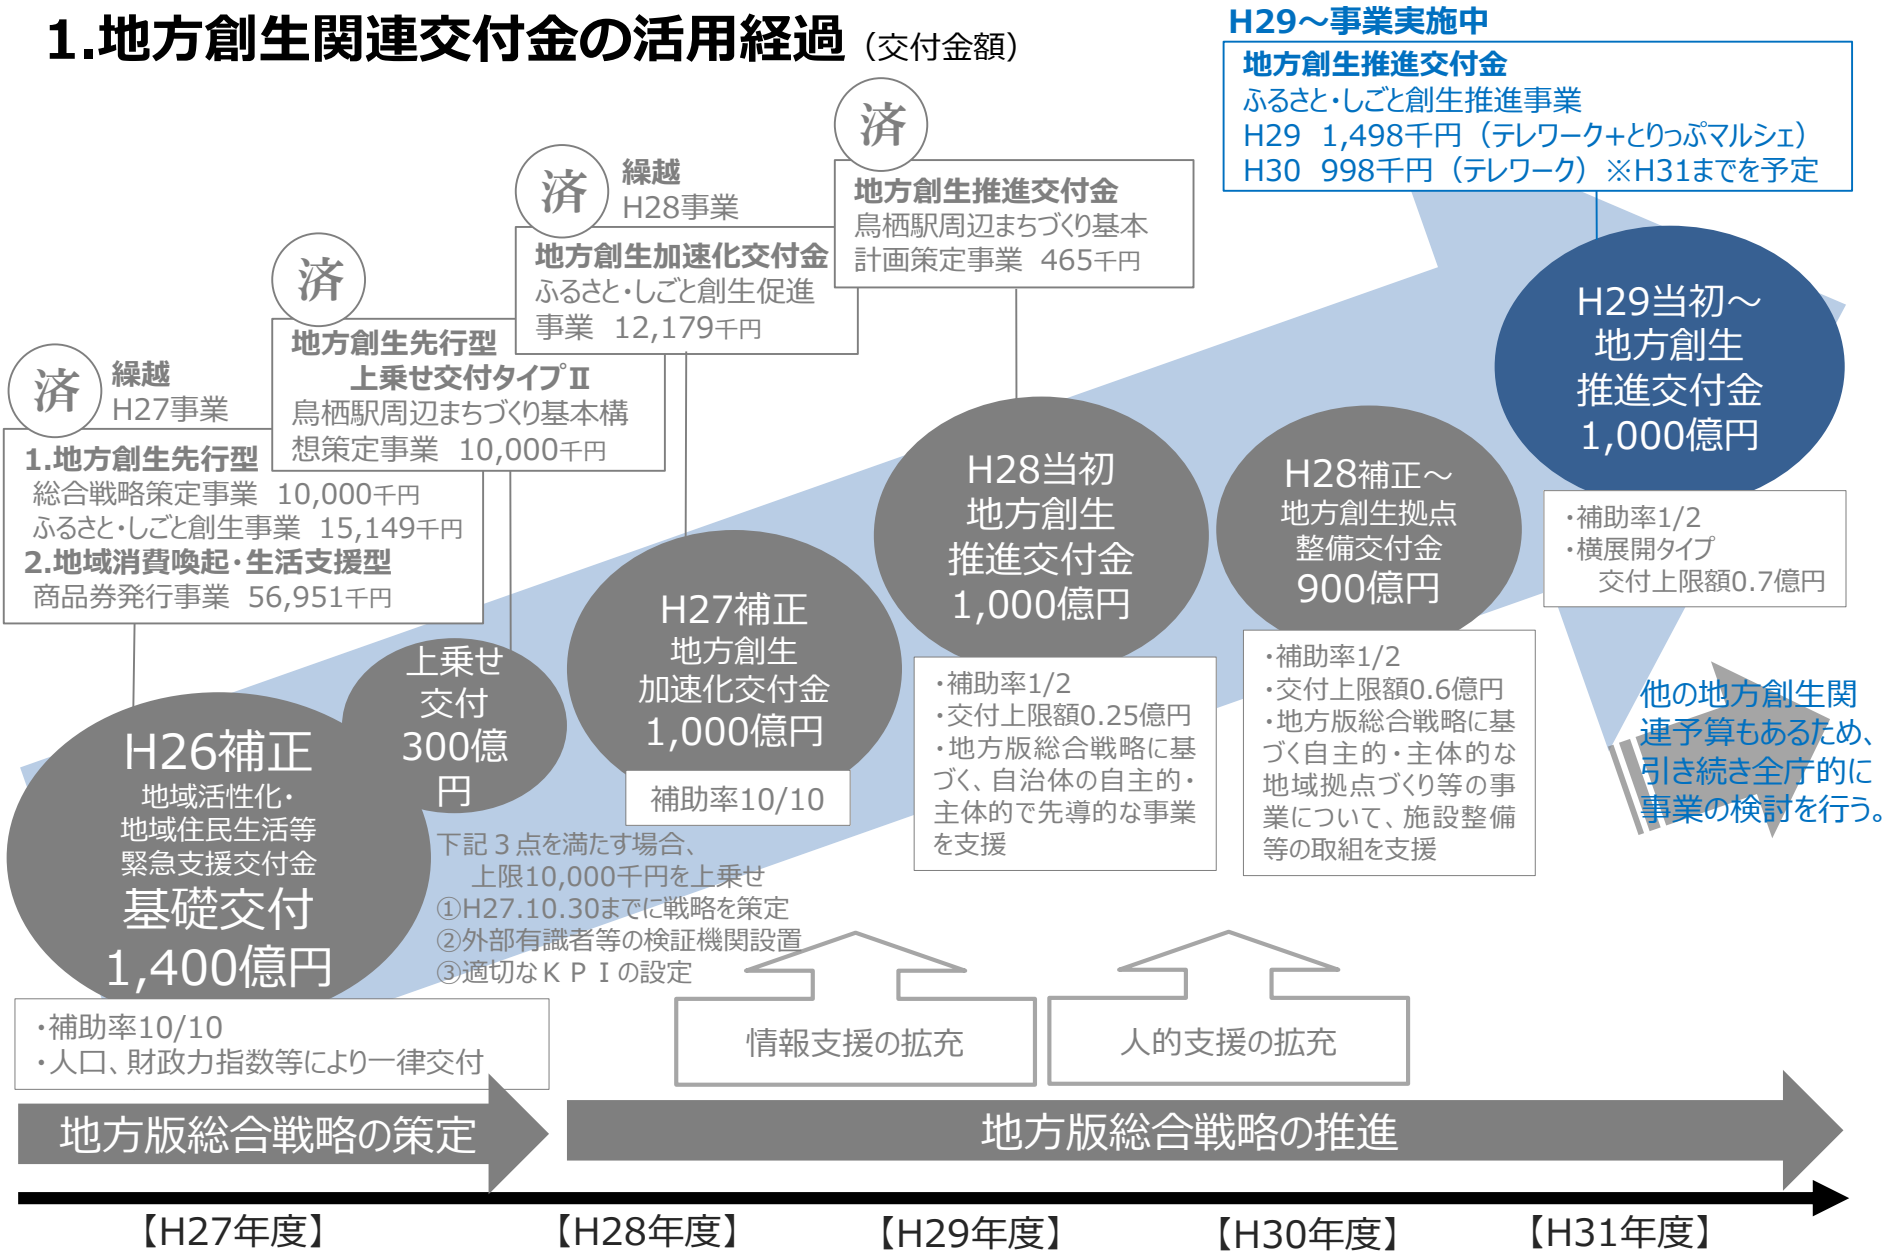 1.地方創生関連交付金の活用経過（交付金額）
H29～事業実施中
地方創生推進交付金
ふるさと・しごと創生推進事業
H29　1,498千円（テレワーク+とりっぷマルシェ）
H30　998千円（テレワーク）※H31までを予定
済
地方創生推進交付金
鳥栖駅周辺まちづくり基本
計画策定事業　465千円
済
繰越
H28事業
地方創生加速化交付金
ふるさと・しごと創生促進
事業　12,179千円
済
地方創生先行型
上乗せ交付タイプⅡ
鳥栖駅周辺まちづくり基本構
想策定事業　10,000千円
済
繰越
H27事業
1.地方創生先行型
総合戦略策定事業　10,000千円
ふるさと・しごと創生事業　15,149千円
2.地域消費喚起・生活支援型
商品券発行事業　56,951千円
H26補正
地域活性化・
地域住民生活等
緊急支援交付金
基礎交付
1,400億円
・補助率10/10
・人口、財政力指数等により一律交付
上乗せ
交付
300億
円
下記３点を満たす場合、
上限10,000千円を上乗せ
①H27.10.30までに戦略を策定
②外部有識者等の検証機関設置
③適切なＫＰＩの設定
H27補正
地方創生
加速化交付金
1,000億円
補助率10/10
H28当初
地方創生
推進交付金
1,000億円
・補助率1/2
・交付上限額0.25億円
・地方版総合戦略に基
づく、自治体の自主的・
主体的で先導的な事業
を支援
H28補正～
地方創生拠点
整備交付金
900億円
・補助率1/2
・交付上限額0.6億円
・地方版総合戦略に基
づく自主的・主体的な
地域拠点づくり等の事
業について、施設整備
等の取組を支援
H29当初～
地方創生
推進交付金
1,000億円
・補助率1/2
・横展開タイプ
交付上限額0.7億円
他の地方創生関
連予算もあるため、
引き続き全庁的に
事業の検討を行う。
情報支援の拡充
人的支援の拡充
地方版総合戦略の策定
地方版総合戦略の推進
【H27年度】
【H28年度】
【H29年度】
【H30年度】
【H31年度】